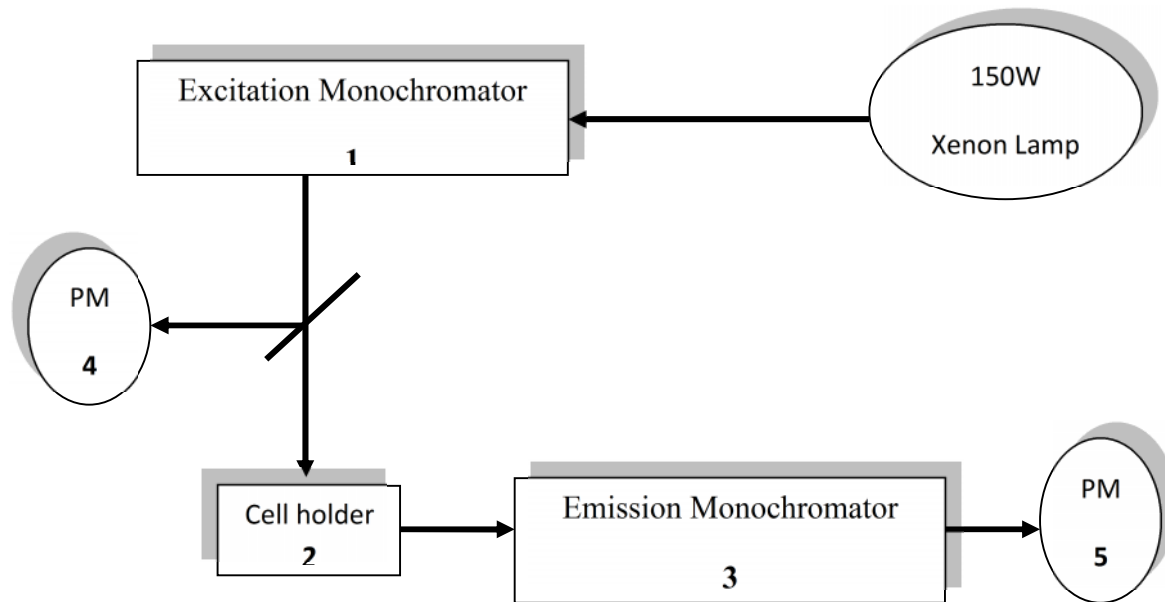 Excitation Monochromator
1
150W
Xenon Lamp
PM
4
Cell holder
2
Emission Monochromator
3
PM
5